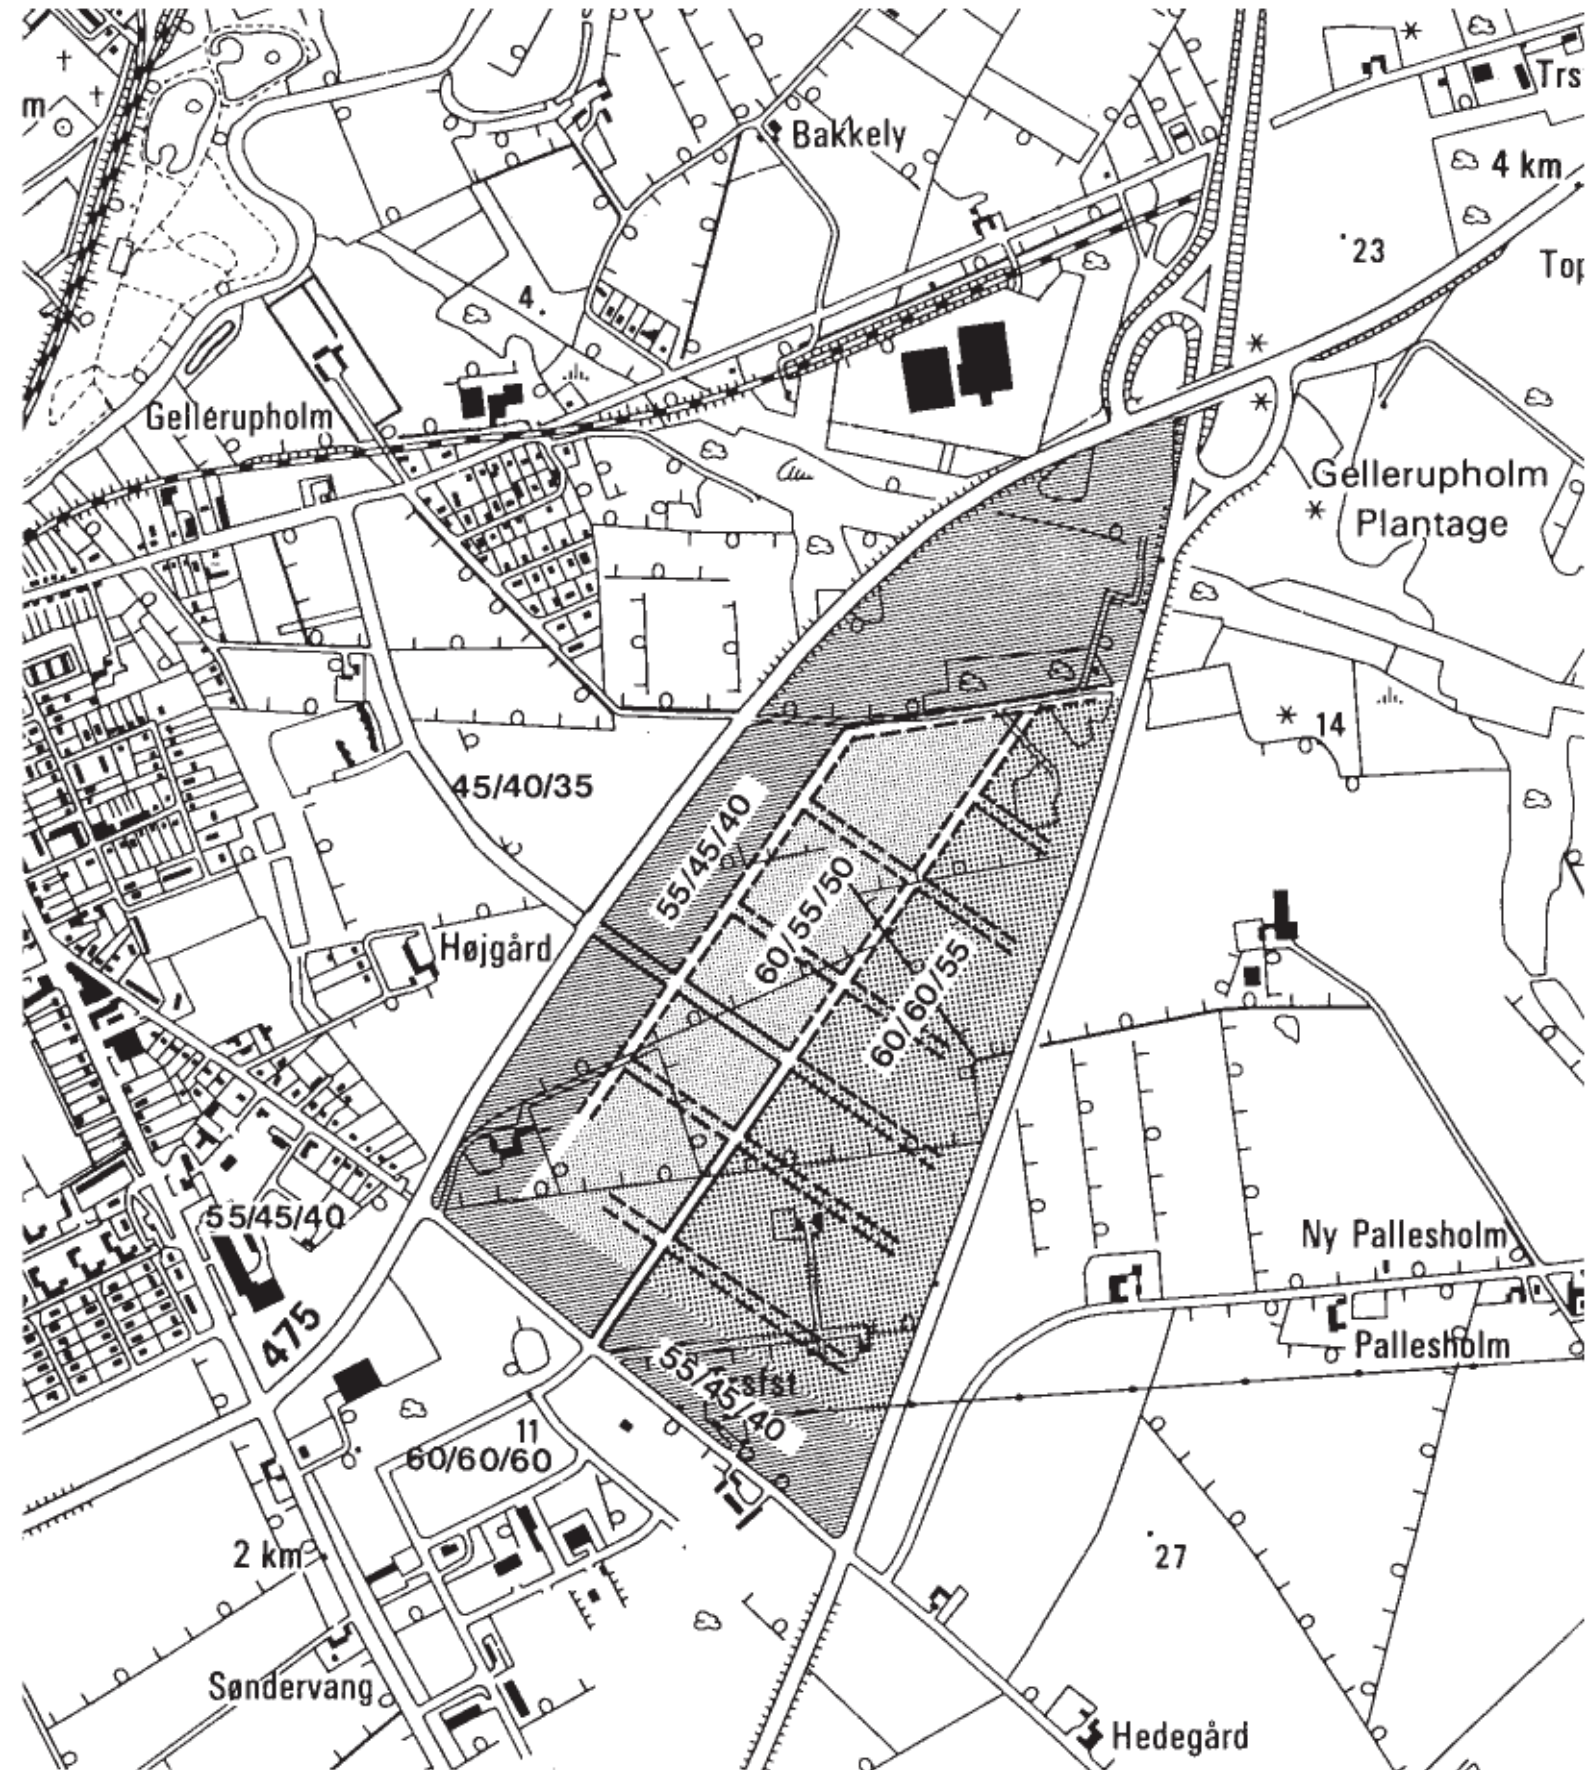 m
Trs
Bakkely
4 km
23
Top
4
Gellerupholm
Gellerupholm
Plantage
14
45/40/35
55/45/40
60/55/50
Højgård
60/60/55
55/45/40
Ny Pallesholm
475
Pallesholm
55/45/40
11
60/60/60
2 km
27
Søndervang
Hedegård